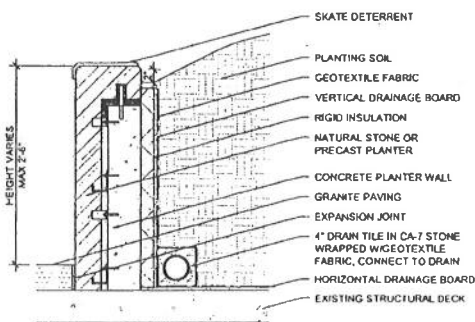 SKATE DETERRENT
PLANTING SOIL
GEOTEXTILE FABRIC
VERTICAL DRAINAGE BOARD
RIGID INSULATION
NATURAL STONE OR
PRECAST PLANTER
CONCRETE PLANTER WALL
GRANITE PAVING
EXPANSION JOINT
4" DRAIN TILE IN CA-7 STONE
WRAPPED W/GEOTEXTILE
FABRIC, CONNECT TO DRAIN
HORIZONTAL DRAINAGE BOARD
EXISTING STRUCTURAL DECK
HEIGHT VARIES
MAX 2'-6"